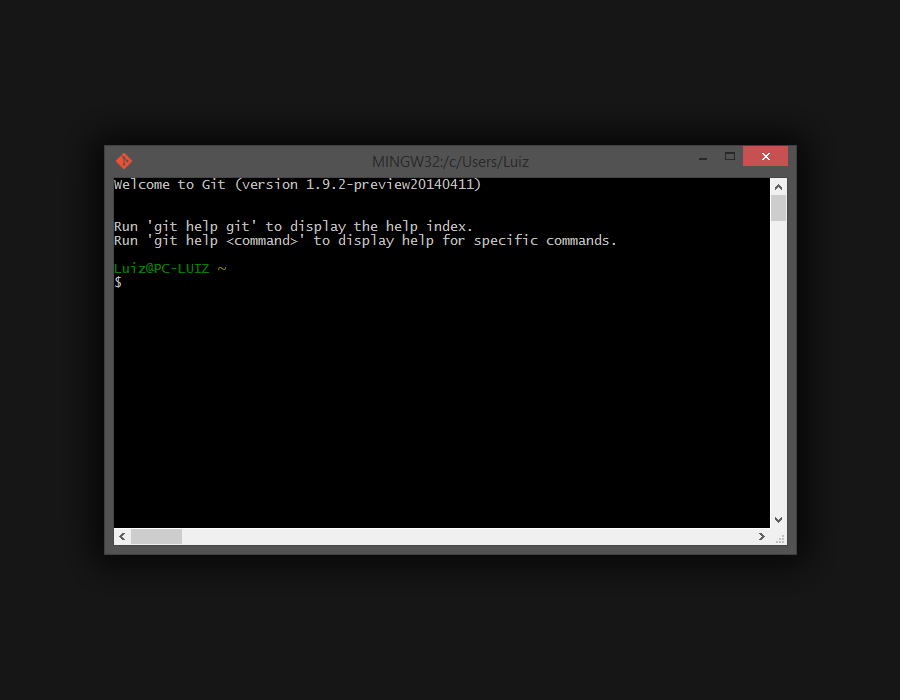 MINGW32:/c/Users/Luiz
Welcome to Git (version 1.9.2-preview20140411)
Run 'git help git' to display the help index.
Run 'git help <command>' to display help for specific commands.
Luiz@PC-LUIZ ~
$